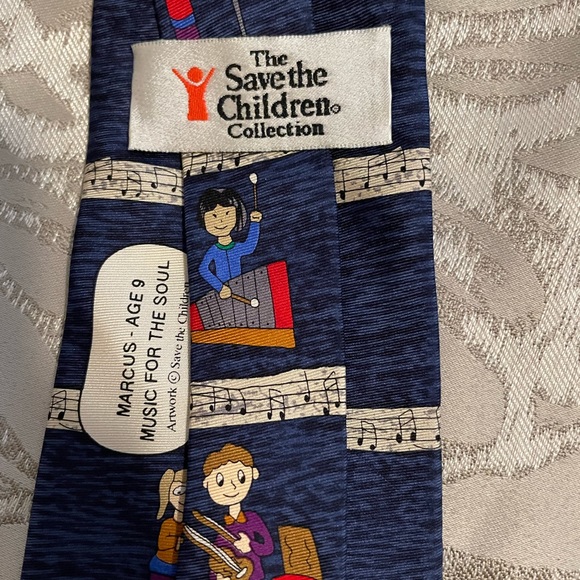 The
Save the
Children®
Collection
MARCUS - AGE 9
MUSIC FOR THE SOUL
Artwork © Save the Children